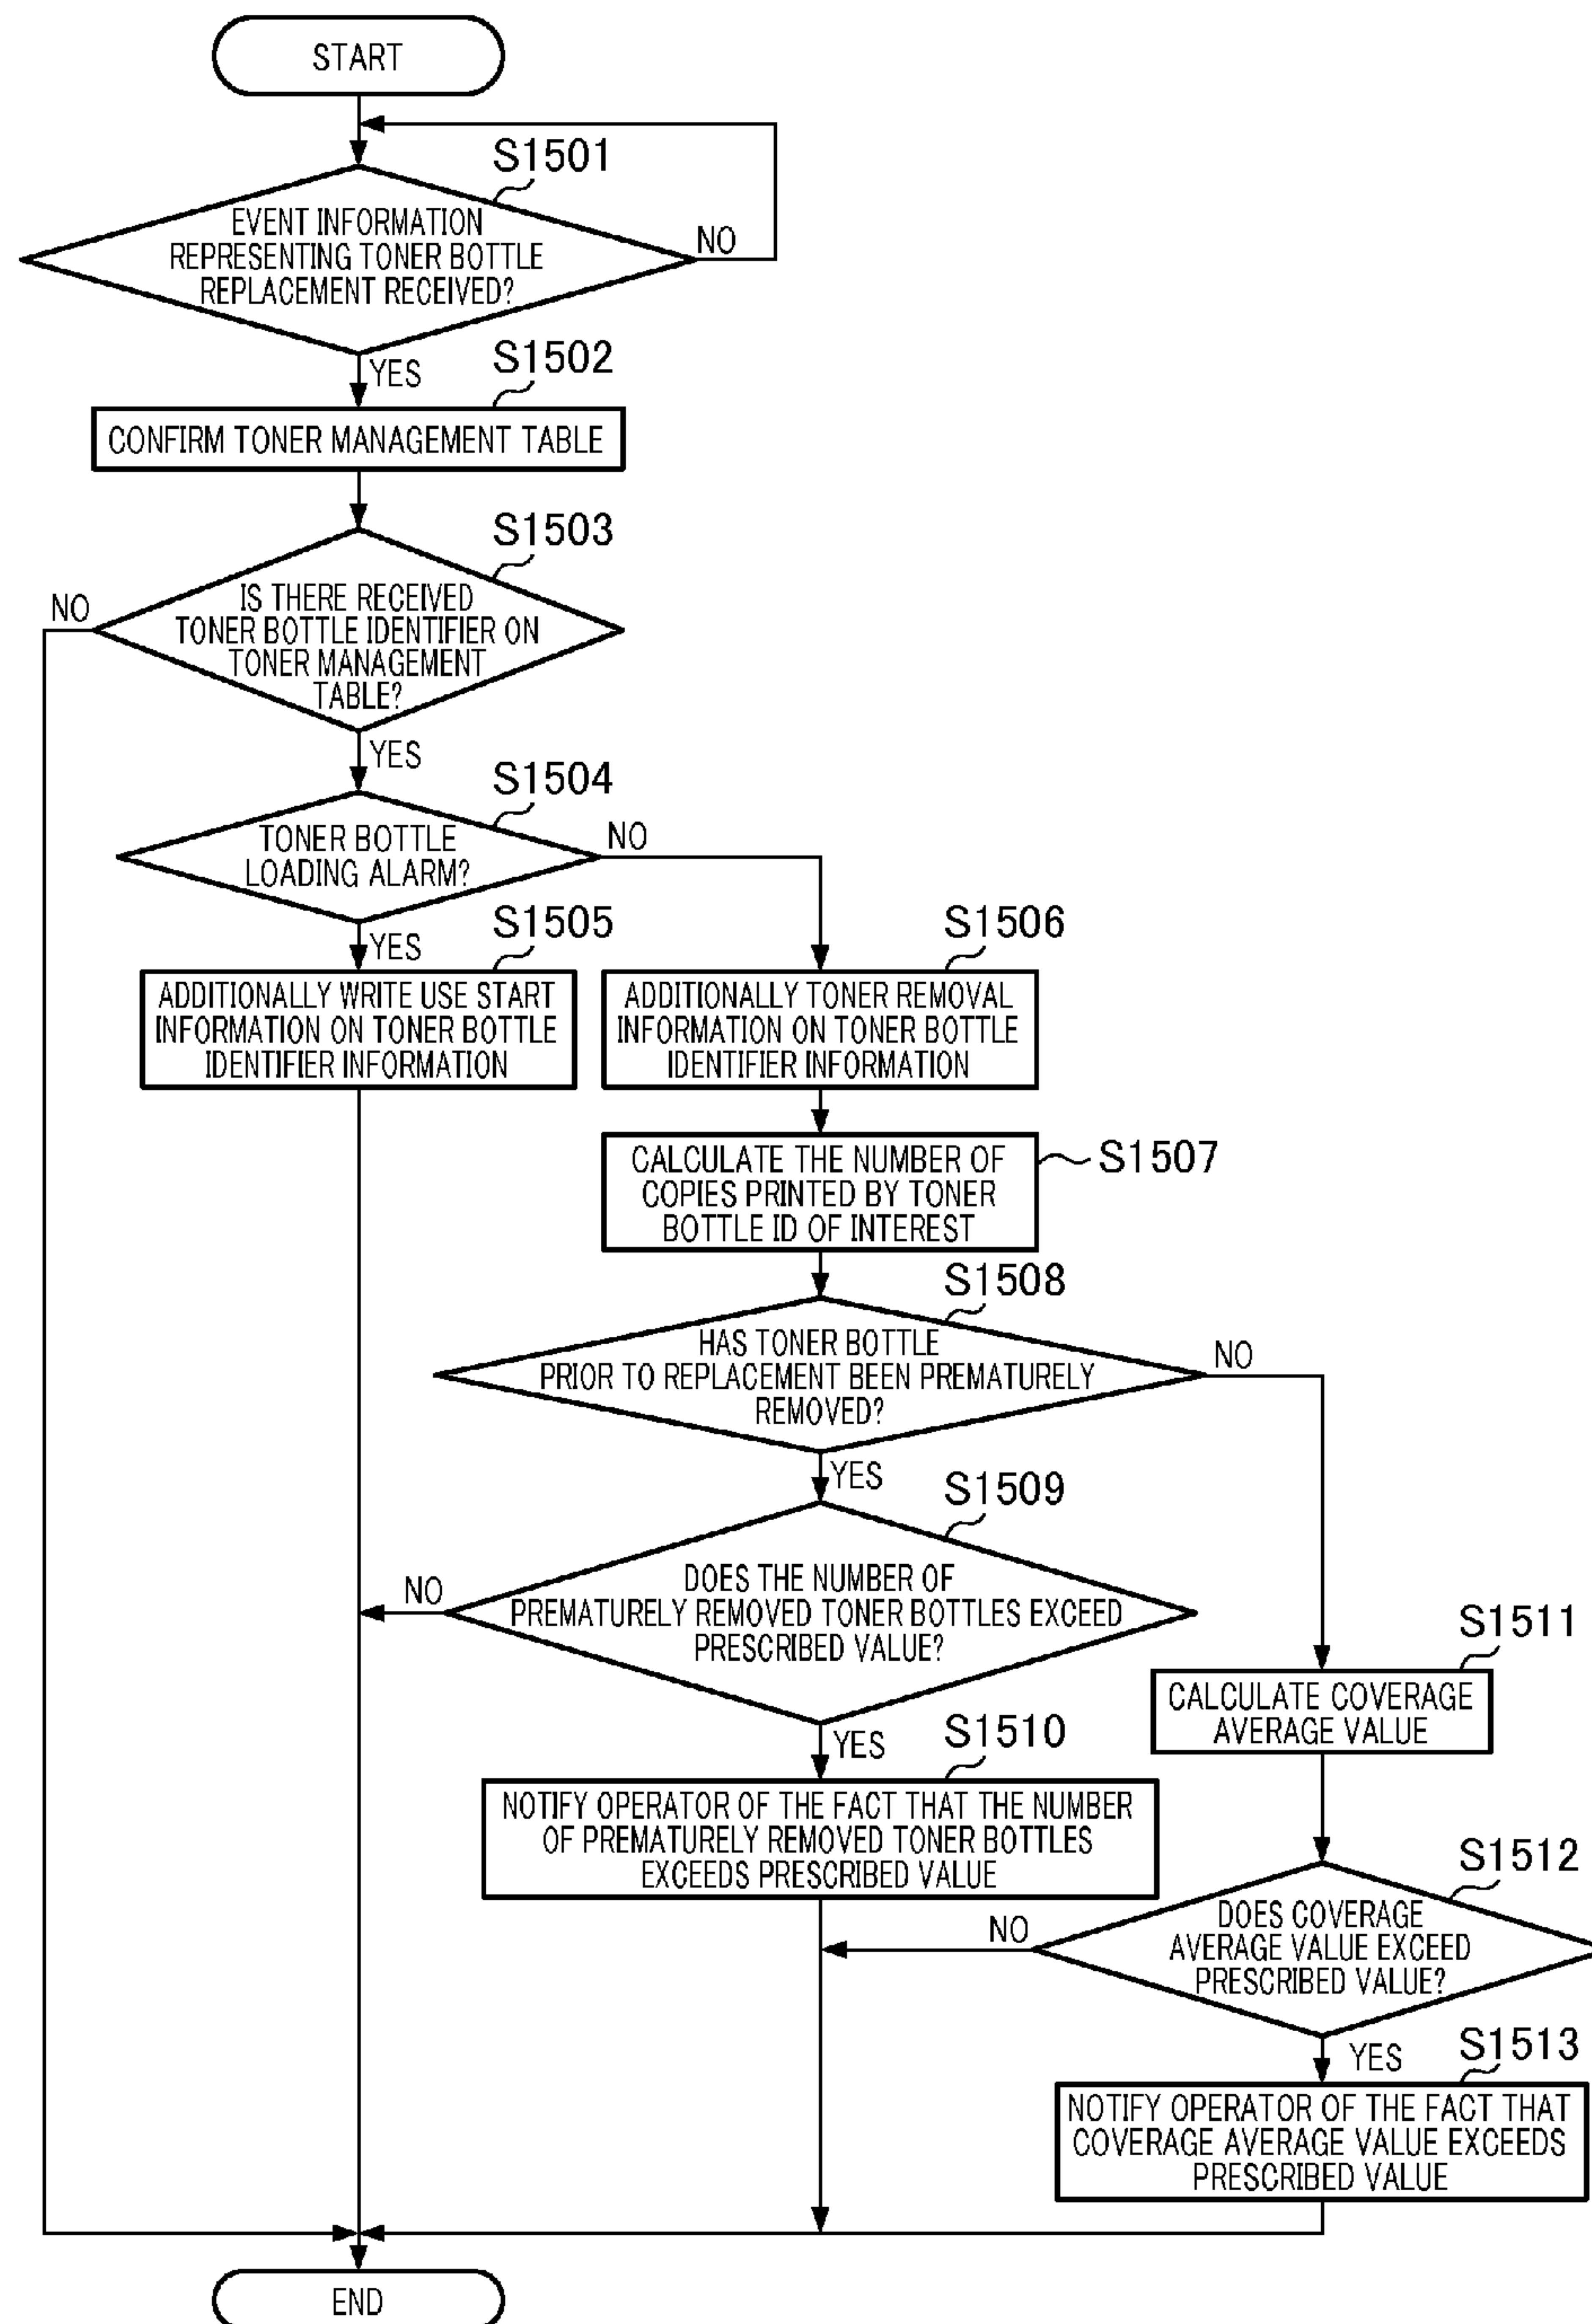 START
S1501
EVENT INFORMATION
REPRESENTING TONER BOTTLE
REPLACEMENT RECEIVED?
NO
YES
S1502
CONFIRM TONER MANAGEMENT TABLE
S1503
IS THERE RECEIVED
TONER BOTTLE IDENTIFIER ON
TONER MANAGEMENT
TABLE?
NO
YES
S1504
TONER BOTTLE
LOADING ALARM?
NO
YES
S1505
ADDITIONALLY WRITE USE START
INFORMATION ON TONER BOTTLE
IDENTIFIER INFORMATION
S1506
ADDITIONALLY TONER REMOVAL
INFORMATION ON TONER BOTTLE
IDENTIFIER INFORMATION
CALCULATE THE NUMBER OF
COPIES PRINTED BY TONER
BOTTLE ID OF INTEREST
S1507
S1508
HAS TONER BOTTLE
PRIOR TO REPLACEMENT BEEN PREMATURELY
REMOVED?
NO
YES
S1509
DOES THE NUMBER OF
PREMATURELY REMOVED TONER BOTTLES EXCEED
PRESCRIBED VALUE?
NO
YES
S1510
NOTIFY OPERATOR OF THE FACT THAT THE NUMBER
OF PREMATURELY REMOVED TONER BOTTLES
EXCEEDS PRESCRIBED VALUE
S1511
CALCULATE COVERAGE
AVERAGE VALUE
S1512
DOES COVERAGE
AVERAGE VALUE EXCEED
PRESCRIBED VALUE?
NO
YES
S1513
NOTIFY OPERATOR OF THE FACT THAT
COVERAGE AVERAGE VALUE EXCEEDS
PRESCRIBED VALUE
END